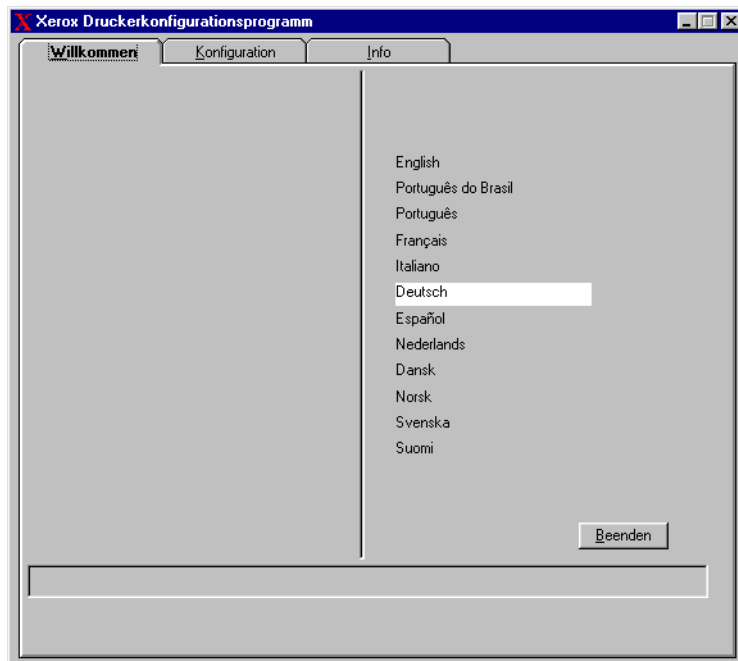 Xerox Druckerkonfigurationsprogramm
Willkommen Konfiguration Info
English
Português do Brasil
Português
Français
Italiano
Deutsch
Español
Nederlands
Dansk
Norsk
Svenska
Suomi
Beenden